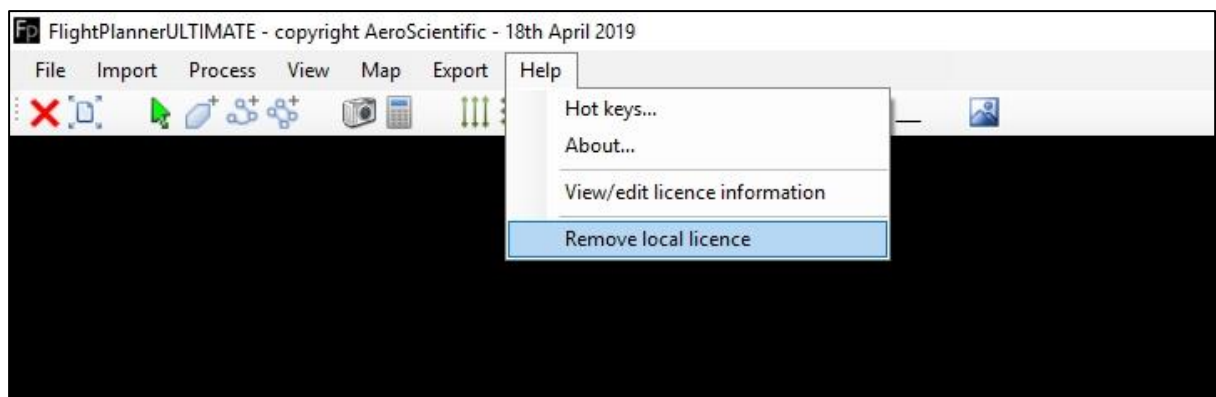 Fp FlightPlannerULTIMATE - copyright AeroScientific - 18th April 2019
File Import Process View Map Export Help
Hot keys...
About...
View/edit licence information
Remove local licence